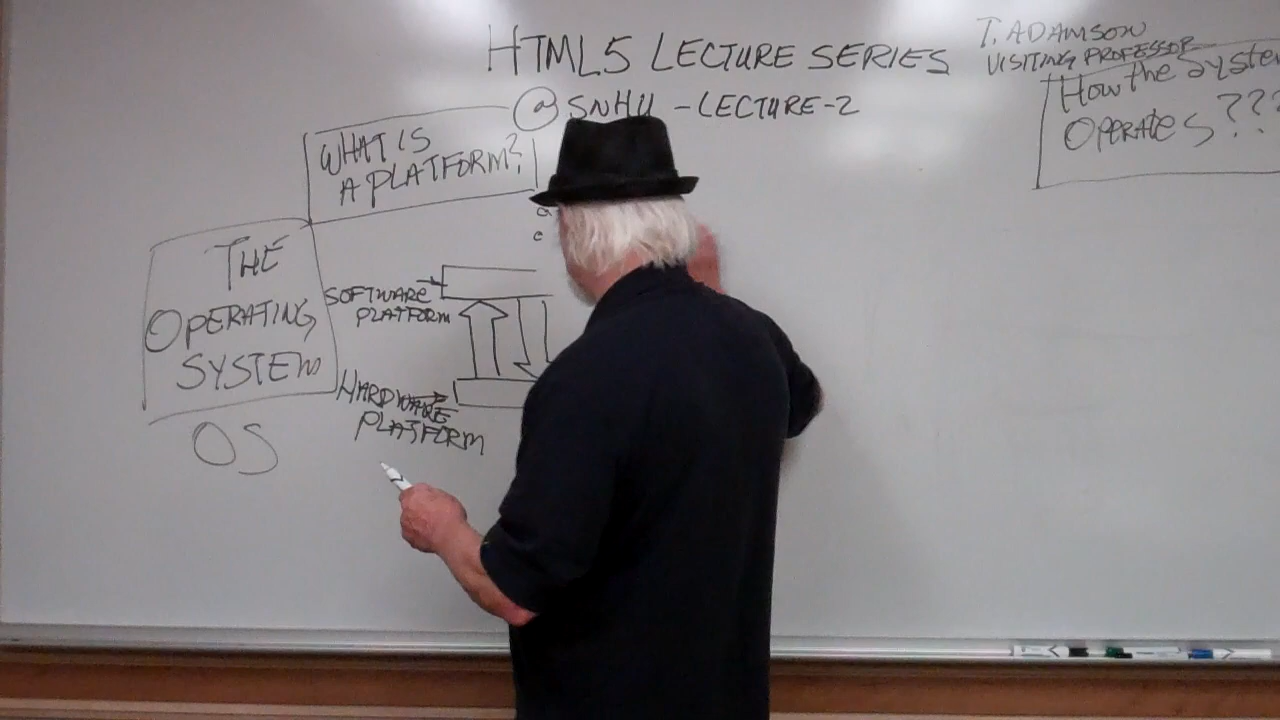 HTML5 LECTURE SERIES
@ SNHU - LECTURE-2
T. ADAMSON
VISITING PROFESSOR
How the System
OPERATES ???
WHAT IS
A PLATFORM?
THE
OPERATING
SYSTEM
OS
SOFTWARE
PLATFORM
HARDWARE
PLATFORM